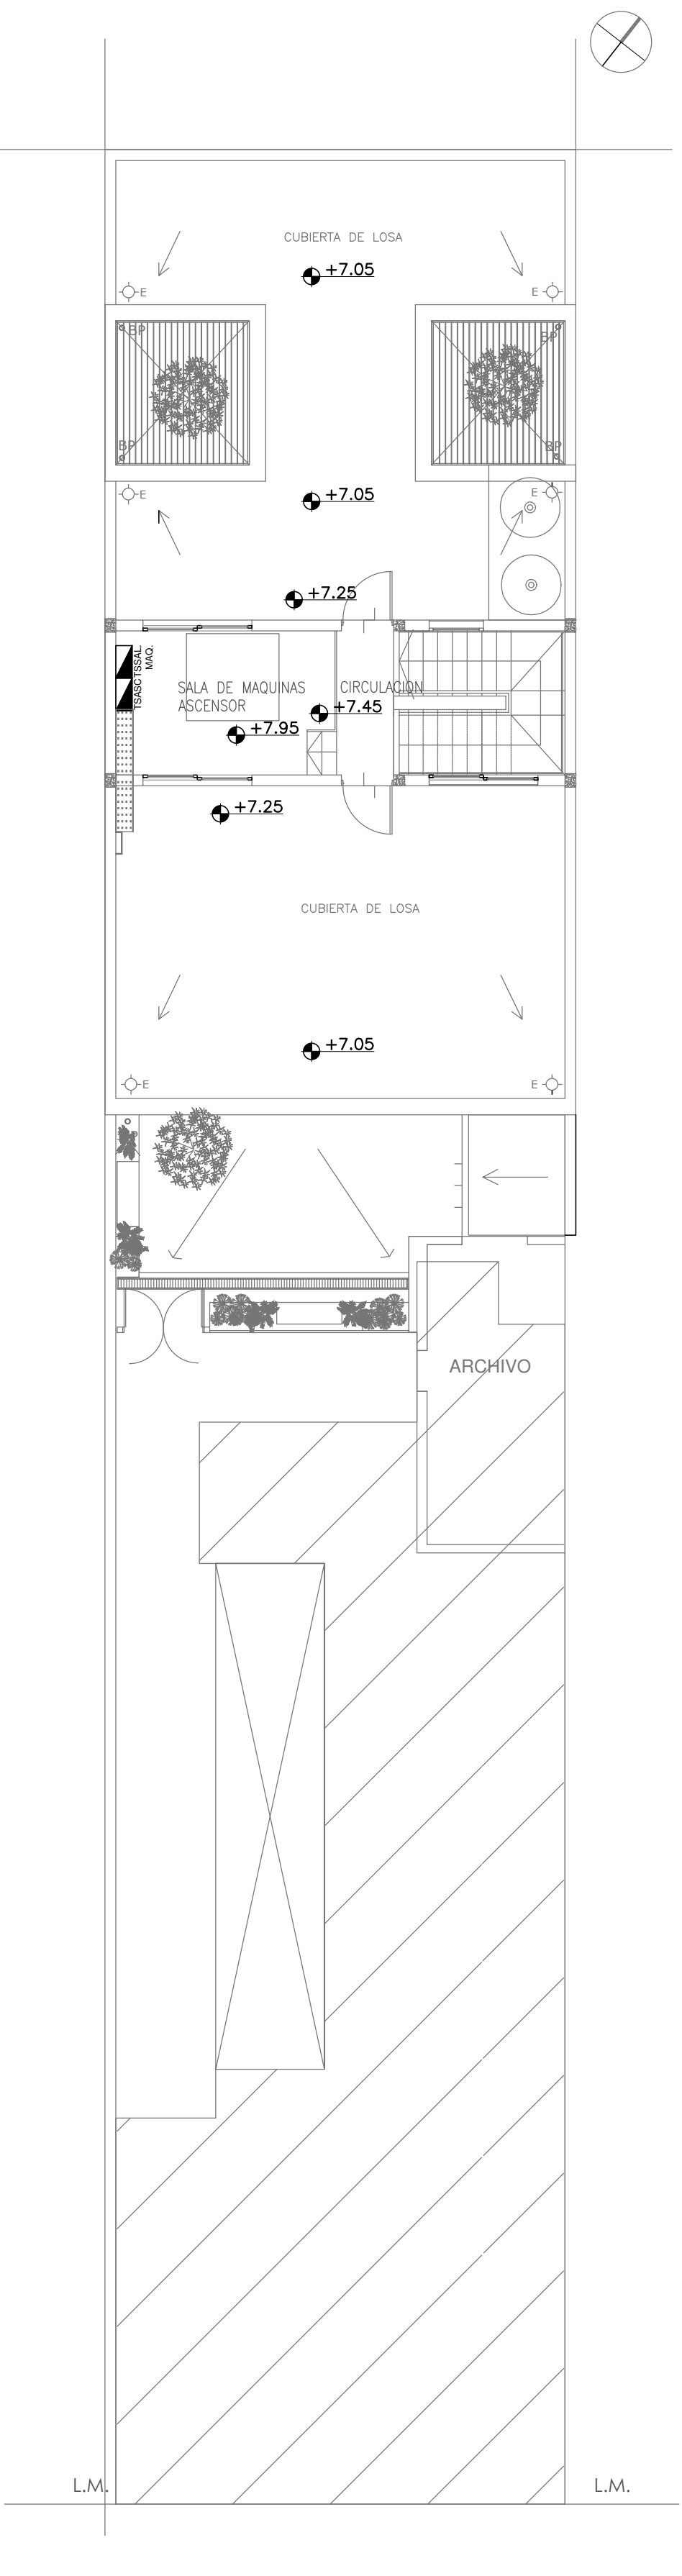 CUBIERTA DE LOSA
+7.05
E
E
BP
BP
BP
BP
E
+7.05
E
+7.25
TSASCTSSAL
MAQ.
SALA DE MAQUINAS
ASCENSOR
CIRCULACION
+7.45
+7.95
+7.25
CUBIERTA DE LOSA
+7.05
E
E
ARCHIVO
L.M.
L.M.